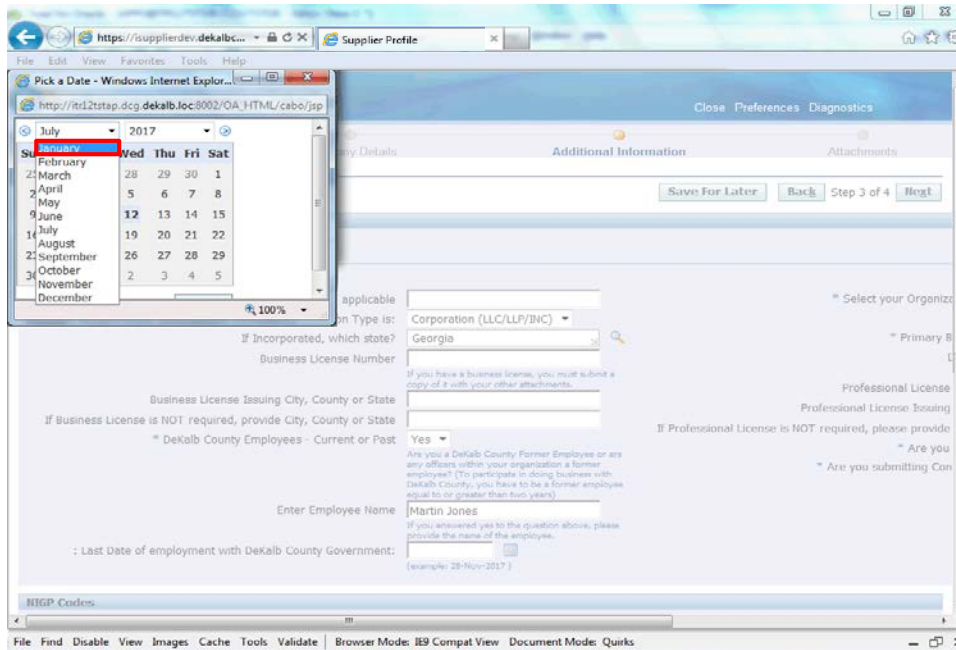 https://isupplierdev.dekalbc...
Supplier Profile
File Edit View Favorites Tools Help
Pick a Date - Windows Internet Explor...
http://itr12tstap.dcg.dekalb.loc:8002/OA_HTML/cabo/jsp
Close Preferences Diagnostics
July 2017
January
February
March
April
May
June
July
August
September
October
November
December
Wed Thu Fri Sat
28 29 30 1
5 6 7 8
12 13 14 15
19 20 21 22
26 27 28 29
2 3 4 5
100%
Details
Additional Information
Attachments
Save For Later Back Step 3 of 4 Next
applicable
* Select your Organiza
on Type is: Corporation (LLC/LLP/INC)
If Incorporated, which state? Georgia
* Primary B
Business License Number
If you have a business license, you must submit a
copy of it with your other attachments.
Professional License
Business License Issuing City, County or State
Professional License Issuing
If Business License is NOT required, provide City, County or State
If Professional License is NOT required, please provide
* DeKalb County Employees - Current or Past Yes
* Are you
Are you a DeKalb County Former Employee or are
any officers within your organization a former
employee? (To participate in doing business with
DeKalb County, you have to be a former employee
equal to or greater than two years)
* Are you submitting Con
Enter Employee Name Martin Jones
If you answered yes to the question above, please
provide the name of the employee.
: Last Date of employment with DeKalb County Government:
(example: 28-Nov-2017 )
NIGP Codes
File Find Disable View Images Cache Tools Validate Browser Mode: IE9 Compat View Document Mode: Quirks